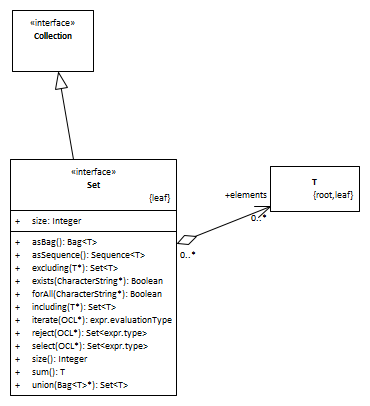 «interface»
Collection
«interface»
Set
{leaf}
+ size: Integer
+ asBag(): Bag<T>
+ asSequence(): Sequence<T>
+ excluding(T*): Set<T>
+ exists(CharacterString*): Boolean
+ forAll(CharacterString*): Boolean
+ including(T*): Set<T>
+ iterate(OCL*): expr.evaluationType
+ reject(OCL*): Set<expr.type>
+ select(OCL*): Set<expr.type>
+ size(): Integer
+ sum(): T
+ union(Bag<T>*): Set<T>
0..*
+elements
0..*
T
{root,leaf}